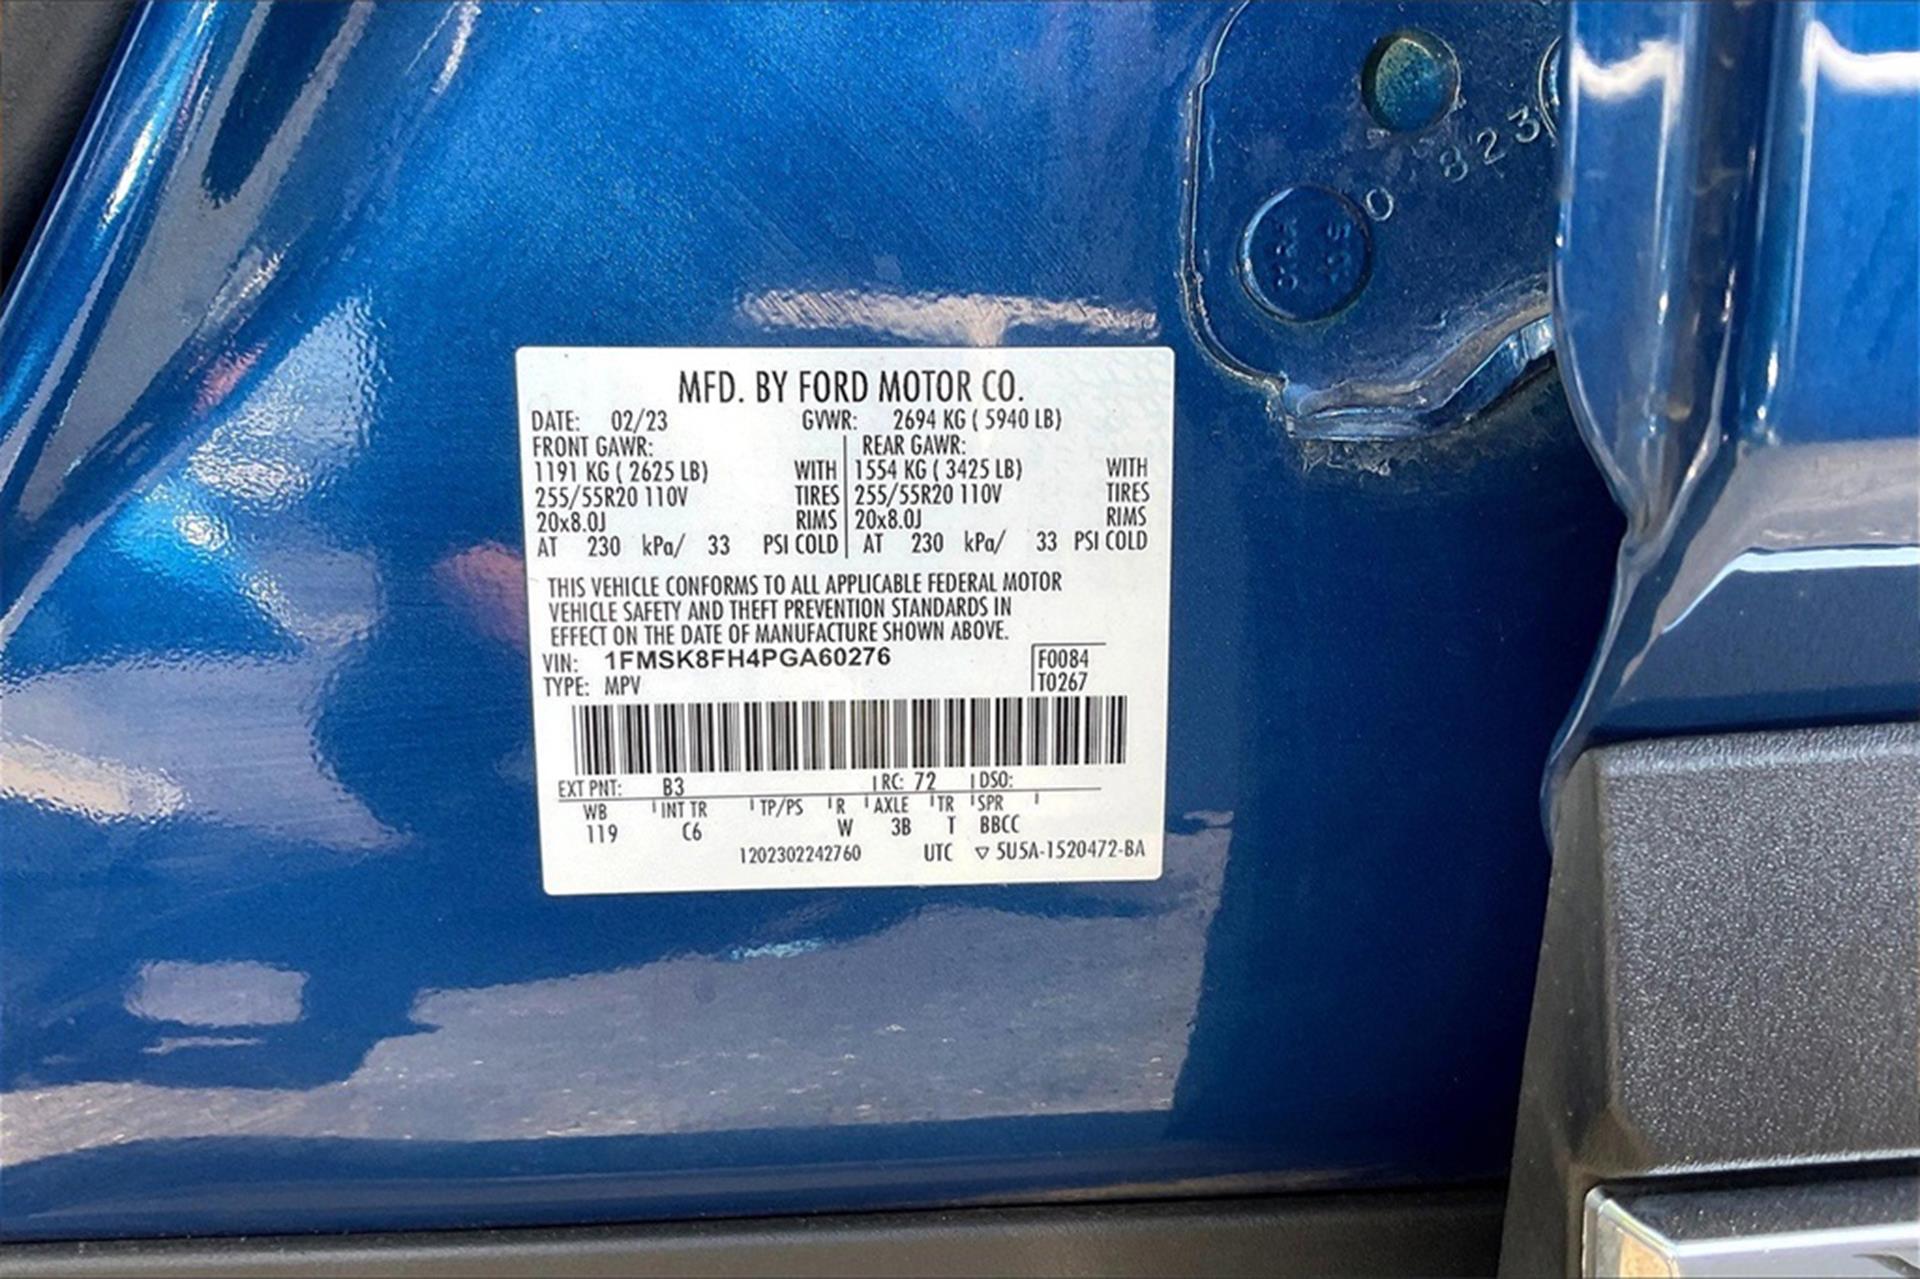 0 823
MFD. BY FORD MOTOR CO.
DATE: 02/23 GVWR: 2694 KG ( 5940 LB)
FRONT GAWR: REAR GAWR:
1191 KG ( 2625 LB) WITH 1554 KG ( 3425 LB) WITH
255/55R20 110V TIRES 255/55R20 110V TIRES
20x8.0J RIMS 20x8.0J RIMS
AT 230 kPa/ 33 PSI COLD AT 230 kPa/ 33 PSI COLD
THIS VEHICLE CONFORMS TO ALL APPLICABLE FEDERAL MOTOR
VEHICLE SAFETY AND THEFT PREVENTION STANDARDS IN
EFFECT ON THE DATE OF MANUFACTURE SHOWN ABOVE.
VIN: 1FMSK8FH4PGA60276 F0084
TYPE: MPV T0267
EXT PNT: B3 RC: 72 DSO:
WB INT TR TP/PS R AXLE TR SPR
119 C6 W 3B T BBCC
1202302242760 UTC ▽ 5U5A-1520472-BA